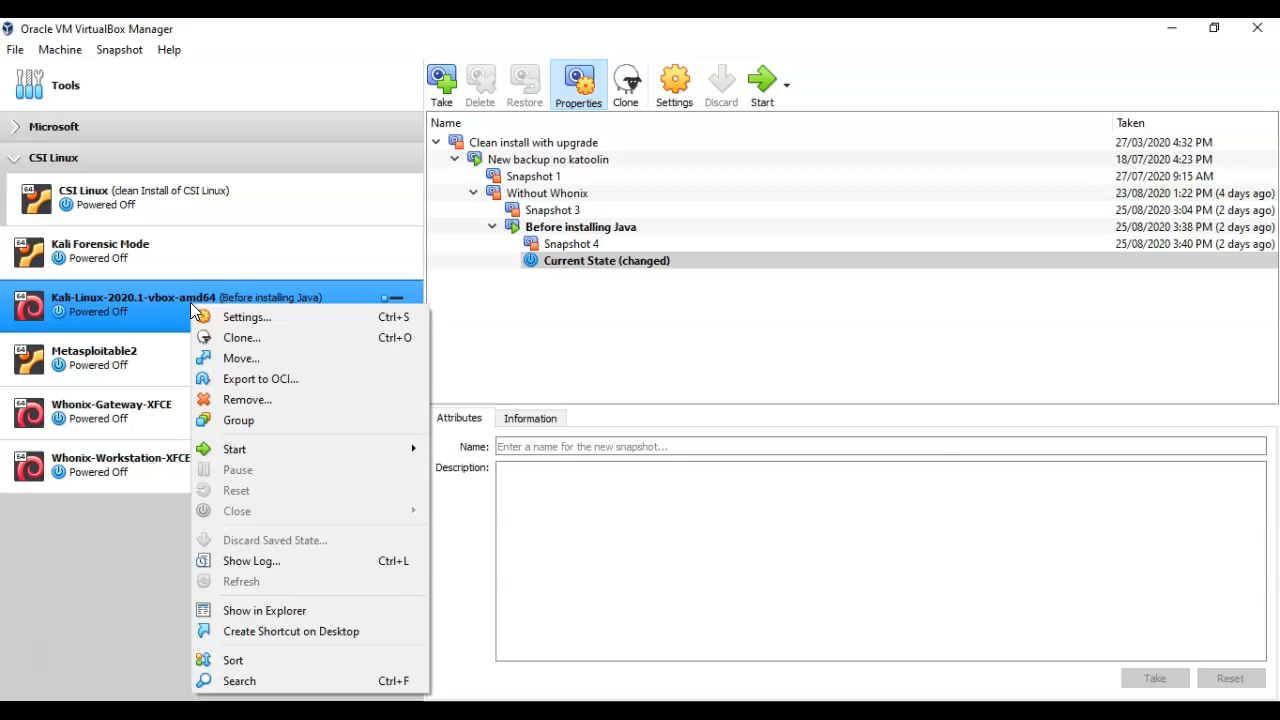 Oracle VM VirtualBox Manager
File Machine Snapshot Help
Tools
Microsoft
CSI Linux
64 CSI Linux (clean Install of CSI Linux)
Powered Off
64 Kali Forensic Mode
Powered Off
64 Kali-Linux-2020.1-vbox-amd64 (Before installing Java)
Powered Off
64 Metasploitable2
Powered Off
64 Whonix-Gateway-XFCE
Powered Off
64 Whonix-Workstation-XFCE
Powered Off
Settings... Ctrl+S
Clone... Ctrl+O
Move...
Export to OCI...
Remove...
Group
Start
Pause
Reset
Close
Discard Saved State...
Show Log... Ctrl+L
Refresh
Show in Explorer
Create Shortcut on Desktop
Sort
Search Ctrl+F
Take Delete Restore Properties Clone Settings Discard Start
Name Taken
Clean install with upgrade 27/03/2020 4:32 PM
New backup no katoolin 18/07/2020 4:23 PM
Snapshot 1 27/07/2020 9:15 AM
Without Whonix 23/08/2020 1:22 PM (4 days ago)
Snapshot 3 25/08/2020 3:04 PM (2 days ago)
Before installing Java 25/08/2020 3:38 PM (2 days ago)
Snapshot 4 25/08/2020 3:40 PM (2 days ago)
Current State (changed)
Attributes Information
Name: Enter a name for the new snapshot...
Description:
Take Reset